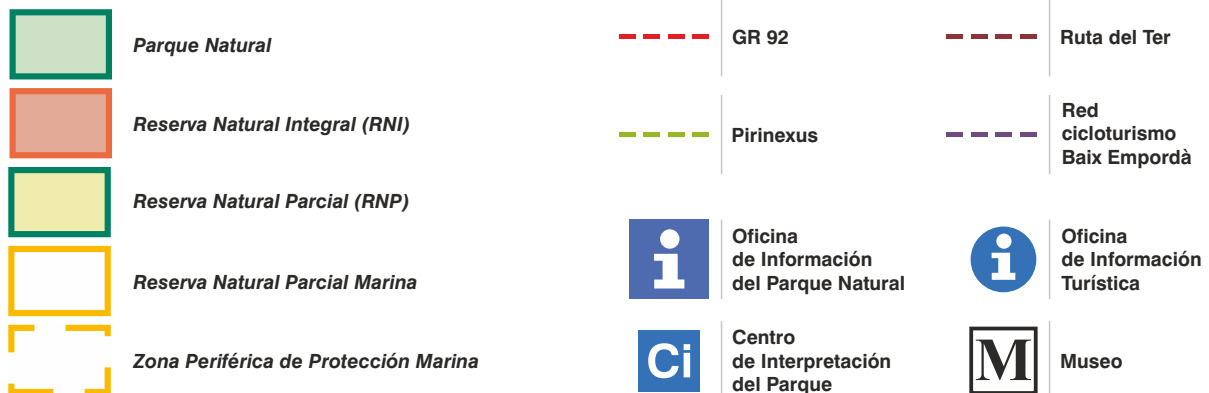 Parque Natural
Reserva Natural Integral (RNI)
Reserva Natural Parcial (RNP)
Reserva Natural Parcial Marina
Zona Periférica de Protección Marina
GR 92
Pirinexus
i
Oficina
de Información
del Parque Natural
Ci
Centro
de Interpretación
del Parque
Ruta del Ter
Red
cicloturismo
Baix Empordà
i
Oficina
de Información
Turística
M
Museo